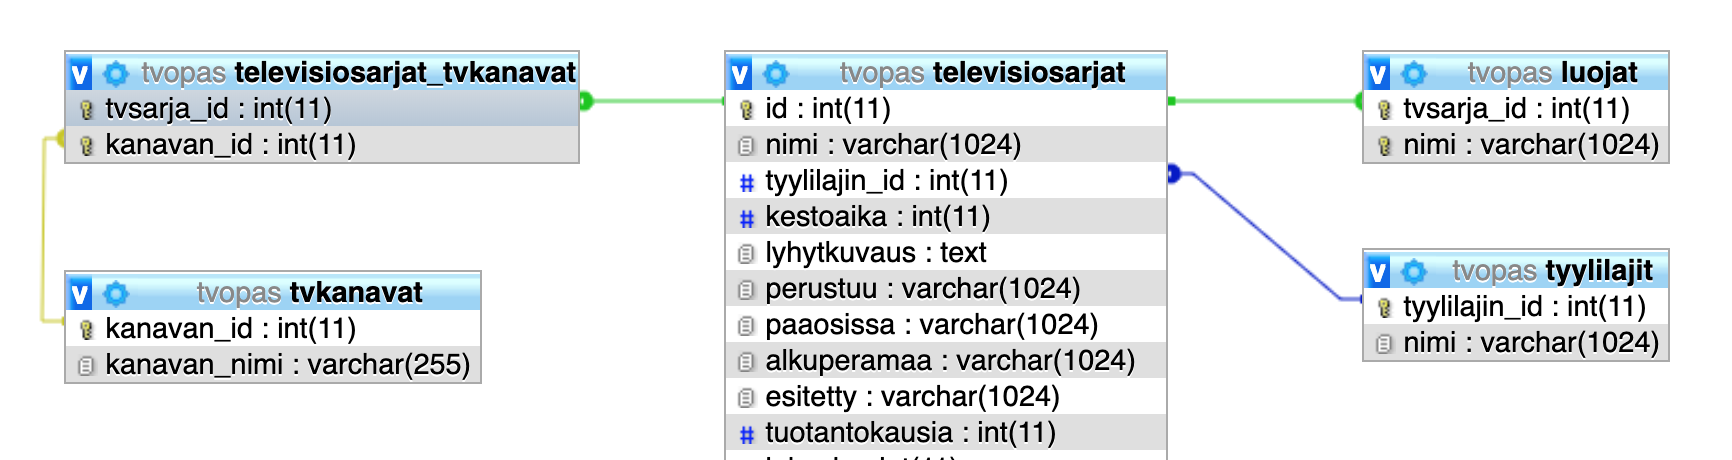 tvopas televisiosarjat_tvkanavat
tvsarja_id : int(11)
kanavan_id : int(11)
tvopas tvkanavat
kanavan_id : int(11)
kanavan_nimi : varchar(255)
tvopas televisiosarjat
id : int(11)
nimi : varchar(1024)
# tyylilajin_id : int(11)
# kestoaika : int(11)
lyhytkuvaus : text
perustuu : varchar(1024)
paaosissa : varchar(1024)
alkuperamaa : varchar(1024)
esitetty : varchar(1024)
# tuotantokausia : int(11)
tvopas luojat
tvsarja_id : int(11)
nimi : varchar(1024)
tvopas tyylilajit
tyylilajin_id : int(11)
nimi : varchar(1024)